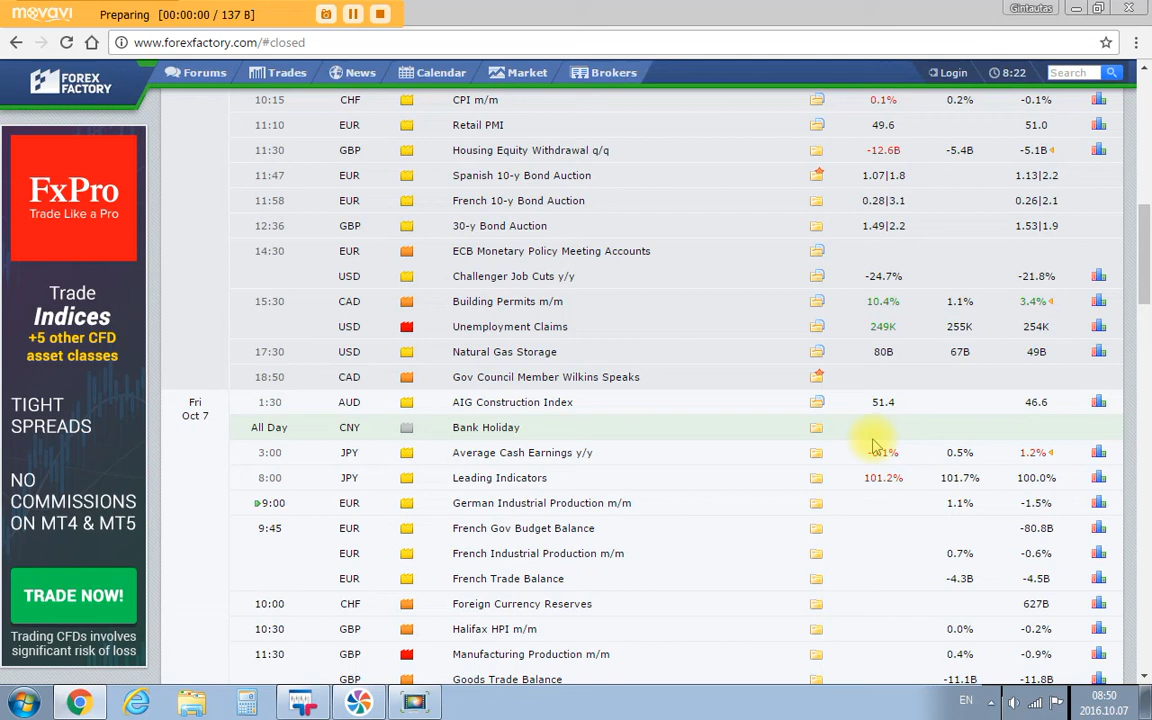 movavi Preparing [00:00:00 / 137 B] Gintautas
www.forexfactory.com/#closed
FOREX FACTORY Forums Trades News Calendar Market Brokers Login 8:22 Search
10:15 CHF CPI m/m 0.1% 0.2% -0.1%
11:10 EUR Retail PMI 49.6 51.0
11:30 GBP Housing Equity Withdrawal q/q -12.6B -5.4B -5.1B
11:47 EUR Spanish 10-y Bond Auction 1.07|1.8 1.13|2.2
11:58 EUR French 10-y Bond Auction 0.28|3.1 0.26|2.1
12:36 GBP 30-y Bond Auction 1.49|2.2 1.53|1.9
14:30 EUR ECB Monetary Policy Meeting Accounts
USD Challenger Job Cuts y/y -24.7% -21.8%
15:30 CAD Building Permits m/m 10.4% 1.1% 3.4%
USD Unemployment Claims 249K 255K 254K
17:30 USD Natural Gas Storage 80B 67B 49B
18:50 CAD Gov Council Member Wilkins Speaks
Fri Oct 7 1:30 AUD AIG Construction Index 51.4 46.6
All Day CNY Bank Holiday
3:00 JPY Average Cash Earnings y/y 0.5% 1.2%
8:00 JPY Leading Indicators 101.2% 101.7% 100.0%
9:00 EUR German Industrial Production m/m 1.1% -1.5%
9:45 EUR French Gov Budget Balance -80.8B
EUR French Industrial Production m/m 0.7% -0.6%
EUR French Trade Balance -4.3B -4.5B
10:00 CHF Foreign Currency Reserves 627B
10:30 GBP Halifax HPI m/m 0.0% -0.2%
11:30 GBP Manufacturing Production m/m 0.4% -0.9%
GBP Goods Trade Balance -11.1B -11.8B
FxPro
Trade Like a Pro
Trade
Indices
+5 other CFD
asset classes
TIGHT
SPREADS
NO
COMMISSIONS
ON MT4 & MT5
TRADE NOW!
Trading CFDs involves
significant risk of loss
EN 08:50
2016.10.07